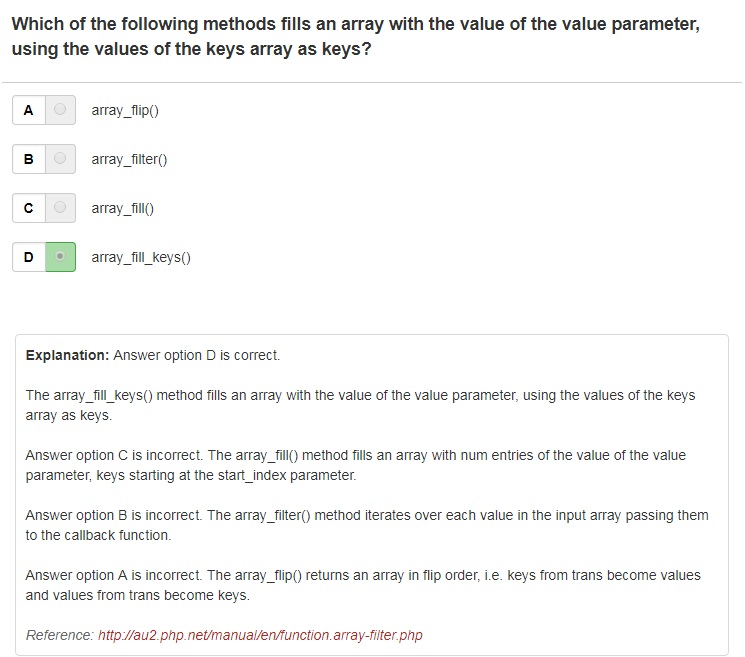 Which of the following methods fills an array with the value of the value parameter,
using the values of the keys array as keys?
A array_flip()
B array_filter()
C array_fill()
D array_fill_keys()
Explanation: Answer option D is correct.
The array_fill_keys() method fills an array with the value of the value parameter, using the values of the keys
array as keys.
Answer option C is incorrect. The array_fill() method fills an array with num entries of the value of the value
parameter, keys starting at the start_index parameter.
Answer option B is incorrect. The array_filter() method iterates over each value in the input array passing them
to the callback function.
Answer option A is incorrect. The array_flip() returns an array in flip order, i.e. keys from trans become values
and values from trans become keys.
Reference: http://au2.php.net/manual/en/function.array-filter.php